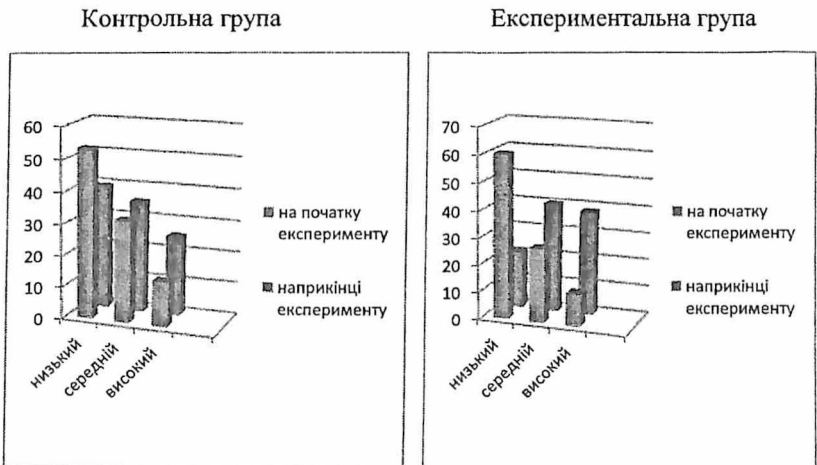 Контрольна група
Експериментальна група
60
50
40
30
20
10
0
низький
середній
високий
на початку
експерименту
наприкінці
експерименту
70
60
50
40
30
20
10
0
низький
середній
високий
на початку
експерименту
наприкінці
експерименту